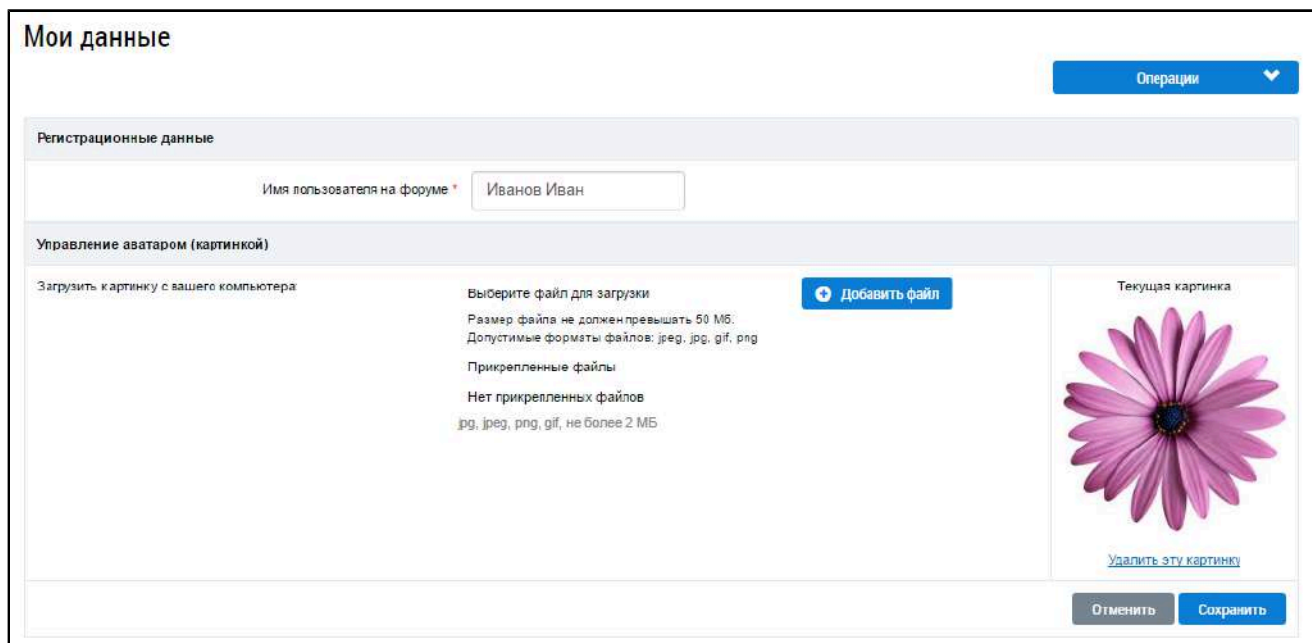 Мои данные
Операции
Регистрационные данные
Имя пользователя на форуме *
Иванов Иван
Управление аватаром (картинкой)
Загрузить картинку с вашего компьютера:
Выберите файл для загрузки
Добавить файл
Размер файла не должен превышать 50 Мб.
Допустимые форматы файлов: jpeg, jpg, gif, png
Прикрепленные файлы
Нет прикрепленных файлов
jpg, jpeg, png, gif, не более 2 МБ
Текущая картинка
Удалить эту картинку
Отменить
Сохранить